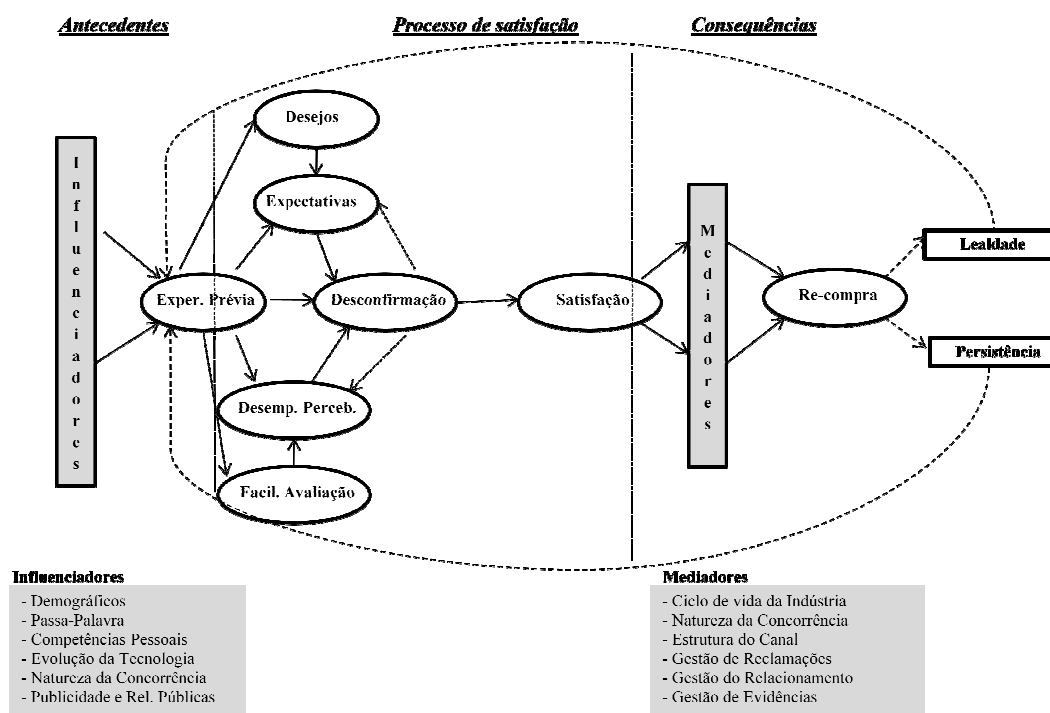 Antecedentes
Processo de satisfação
Consequências
Desejos
Expectativas
Influenciadores
Mediadores
Exper. Prévia
Desconfirmação
Satisfação
Re-compra
Lealdade
Persistência
Desemp. Perceb.
Facil. Avaliação
Influenciadores
- Demográficos
- Passa-Palavra
- Competências Pessoais
- Evolução da Tecnologia
- Natureza da Concorrência
- Publicidade e Rel. Públicas
Mediadores
- Ciclo de vida da Indústria
- Natureza da Concorrência
- Estrutura do Canal
- Gestão de Reclamações
- Gestão do Relacionamento
- Gestão de Evidências